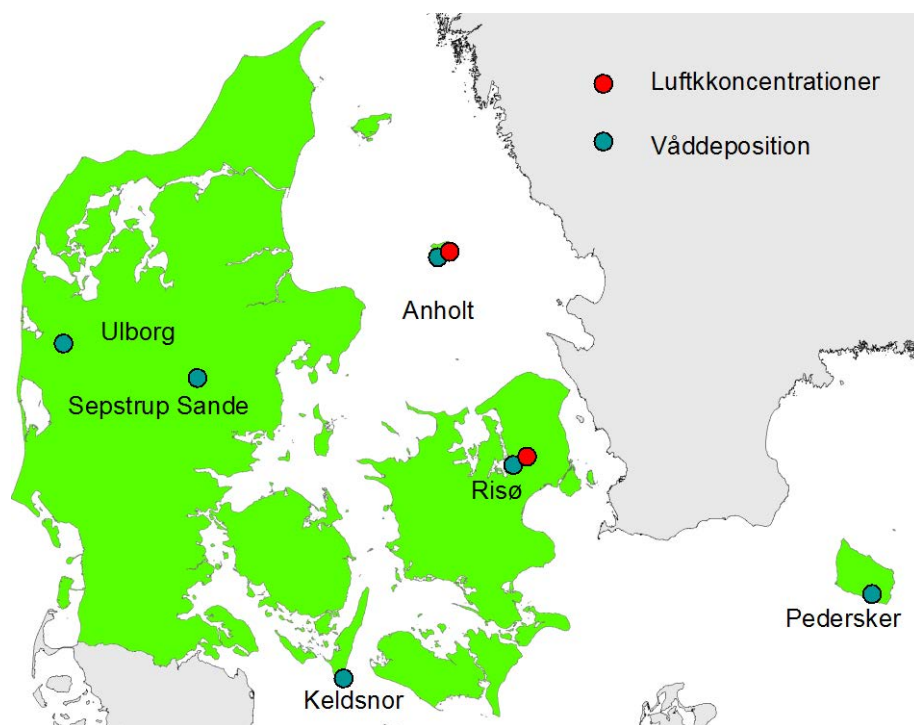 Luftkkoncentrationer
Våddeposition
Anholt
Ulborg
Sepstrup Sande
Risø
Pedersker
Keldsnor